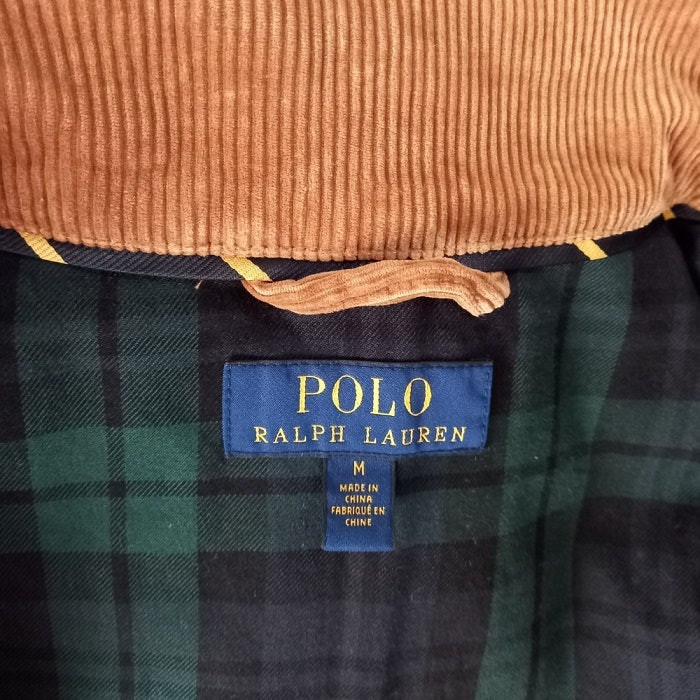 POLO
RALPH LAUREN
M
MADE IN
CHINA
FABRIQUÉ EN
CHINE